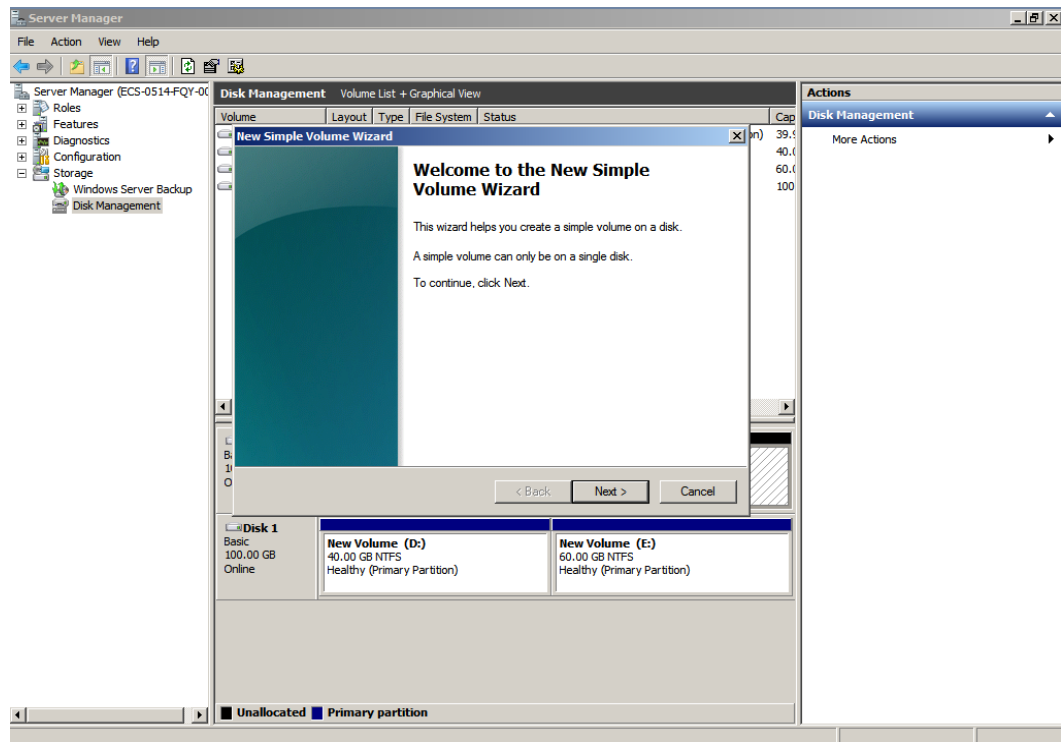 Server Manager
File Action View Help
Server Manager (ECS-0514-FQY-00
Roles
Features
Diagnostics
Configuration
Storage
Windows Server Backup
Disk Management
Disk Management Volume List + Graphical View
Volume Layout Type File System Status Cap
39.9
40.0
60.0
100
New Simple Volume Wizard
Welcome to the New Simple
Volume Wizard
This wizard helps you create a simple volume on a disk.
A simple volume can only be on a single disk.
To continue, click Next.
< Back Next > Cancel
Disk 1
Basic
100.00 GB
Online
New Volume (D:)
40.00 GB NTFS
Healthy (Primary Partition)
New Volume (E:)
60.00 GB NTFS
Healthy (Primary Partition)
Unallocated Primary partition
Actions
Disk Management
More Actions